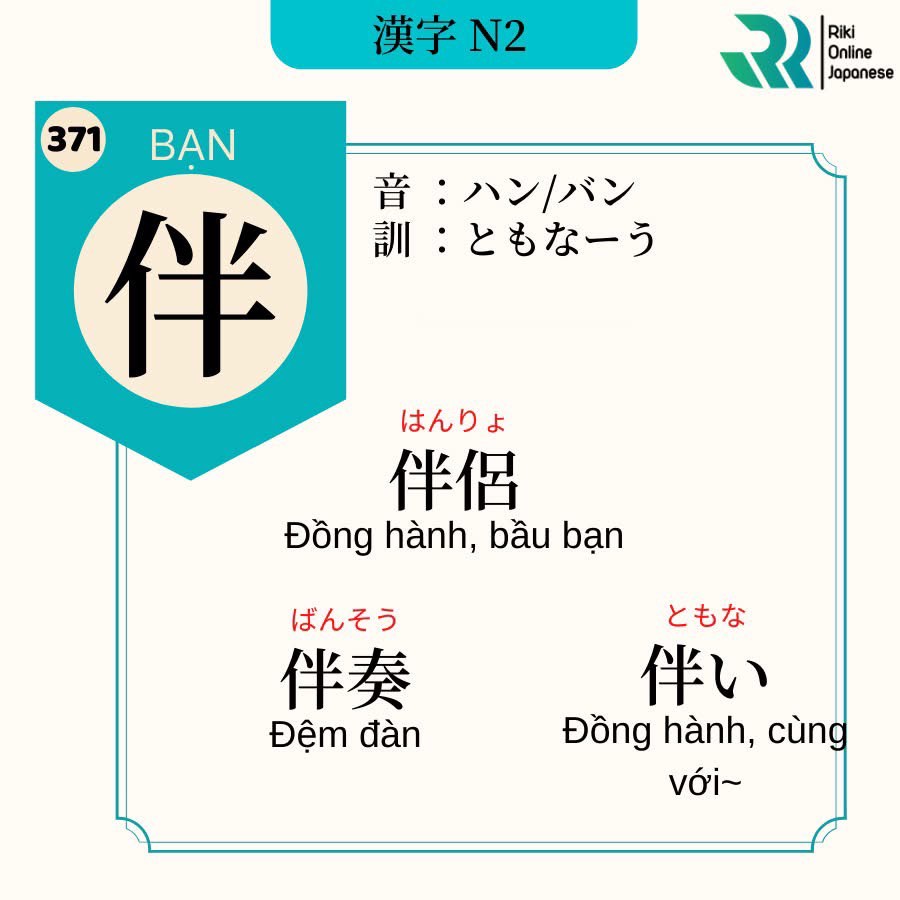 漢字 N2
Riki
Online
Japanese
371
BẠN
伴
音 ：ハン/バン
訓 ：ともなーう
はんりょ
伴侶
Đồng hành, bầu bạn
ばんそう
伴奏
Đệm đàn
ともな
伴い
Đồng hành, cùng
với~